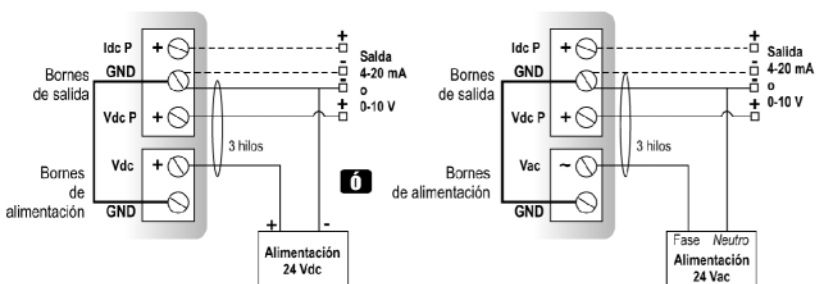 Idc P + + Salda
GND - 4-20 mA
Bornes de salida - o
Vdc P + + 0-10 V
3 hilos
Vdc +
Bornes
de
alimentación
GND
+ -
Alimentación
24 Vdc
Ó
Idc P + + Salida
GND - 4-20 mA
Bornes de salida - o
Vdc P + + 0-10 V
3 hilos
Vac ~
Bornes
de alimentación
GND
Fase Neutro
Alimentación
24 Vac